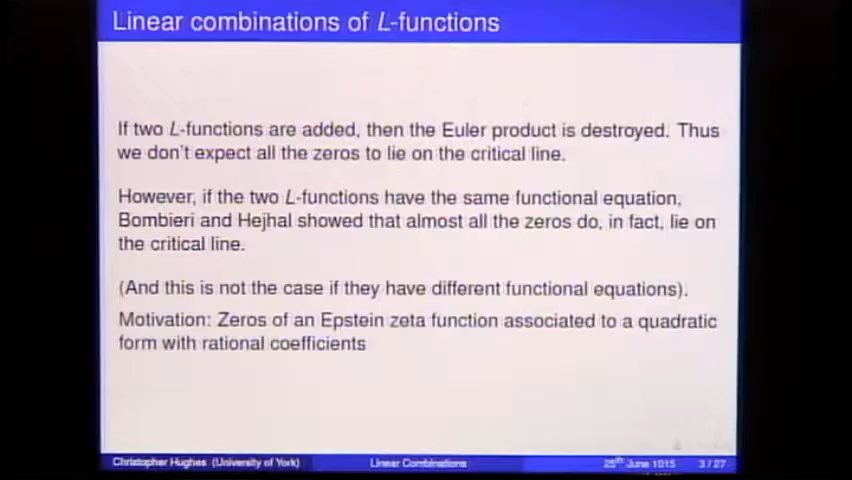 Linear combinations of L-functions
If two L-functions are added, then the Euler product is destroyed. Thus
we don't expect all the zeros to lie on the critical line.
However, if the two L-functions have the same functional equation,
Bombieri and Hejhal showed that almost all the zeros do, in fact, lie on
the critical line.
(And this is not the case if they have different functional equations).
Motivation: Zeros of an Epstein zeta function associated to a quadratic
form with rational coefficients
Christopher Hughes (University of York) Linear Combinations 25th June 1015 3 / 27